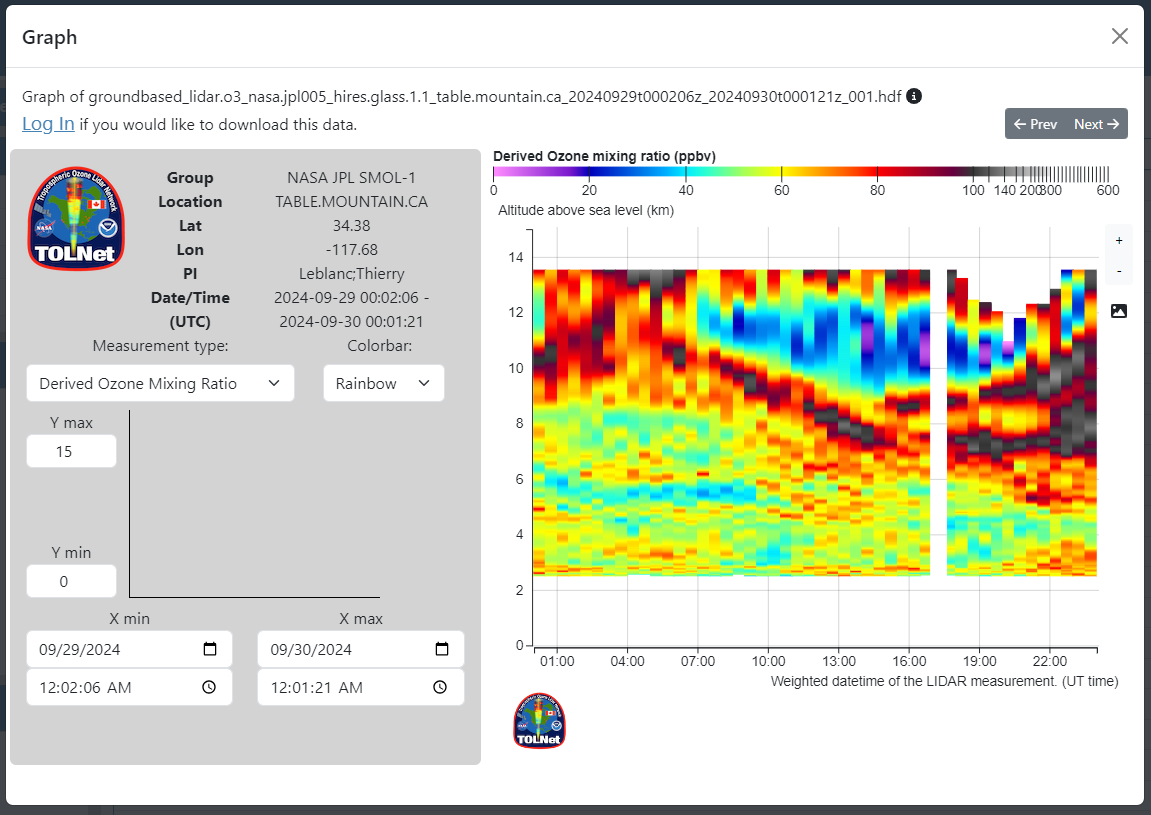 Graph
Graph of groundbased_lidar.o3_nasa.jpl005_hires.glass.1.1_table.mountain.ca_20240929t000206z_20240930t000121z_001.hdf
Log In if you would like to download this data.
← Prev Next →
Tropospheric Ozone Lidar Network
NASA
TOLNet
Group NASA JPL SMOL-1
Location TABLE.MOUNTAIN.CA
Lat 34.38
Lon -117.68
PI Leblanc;Thierry
Date/Time 2024-09-29 00:02:06 -
(UTC) 2024-09-30 00:01:21
Measurement type: Colorbar:
Derived Ozone Mixing Ratio Rainbow
Y max
15
Y min
0
X min X max
09/29/2024 09/30/2024
12:02:06 AM 12:01:21 AM
Derived Ozone mixing ratio (ppbv)
0 20 40 60 80 100 140 200 300 600
Altitude above sea level (km)
+
-
14
12
10
8
6
4
2
0
01:00 04:00 07:00 10:00 13:00 16:00 19:00 22:00
Weighted datetime of the LIDAR measurement. (UT time)
TOLNet